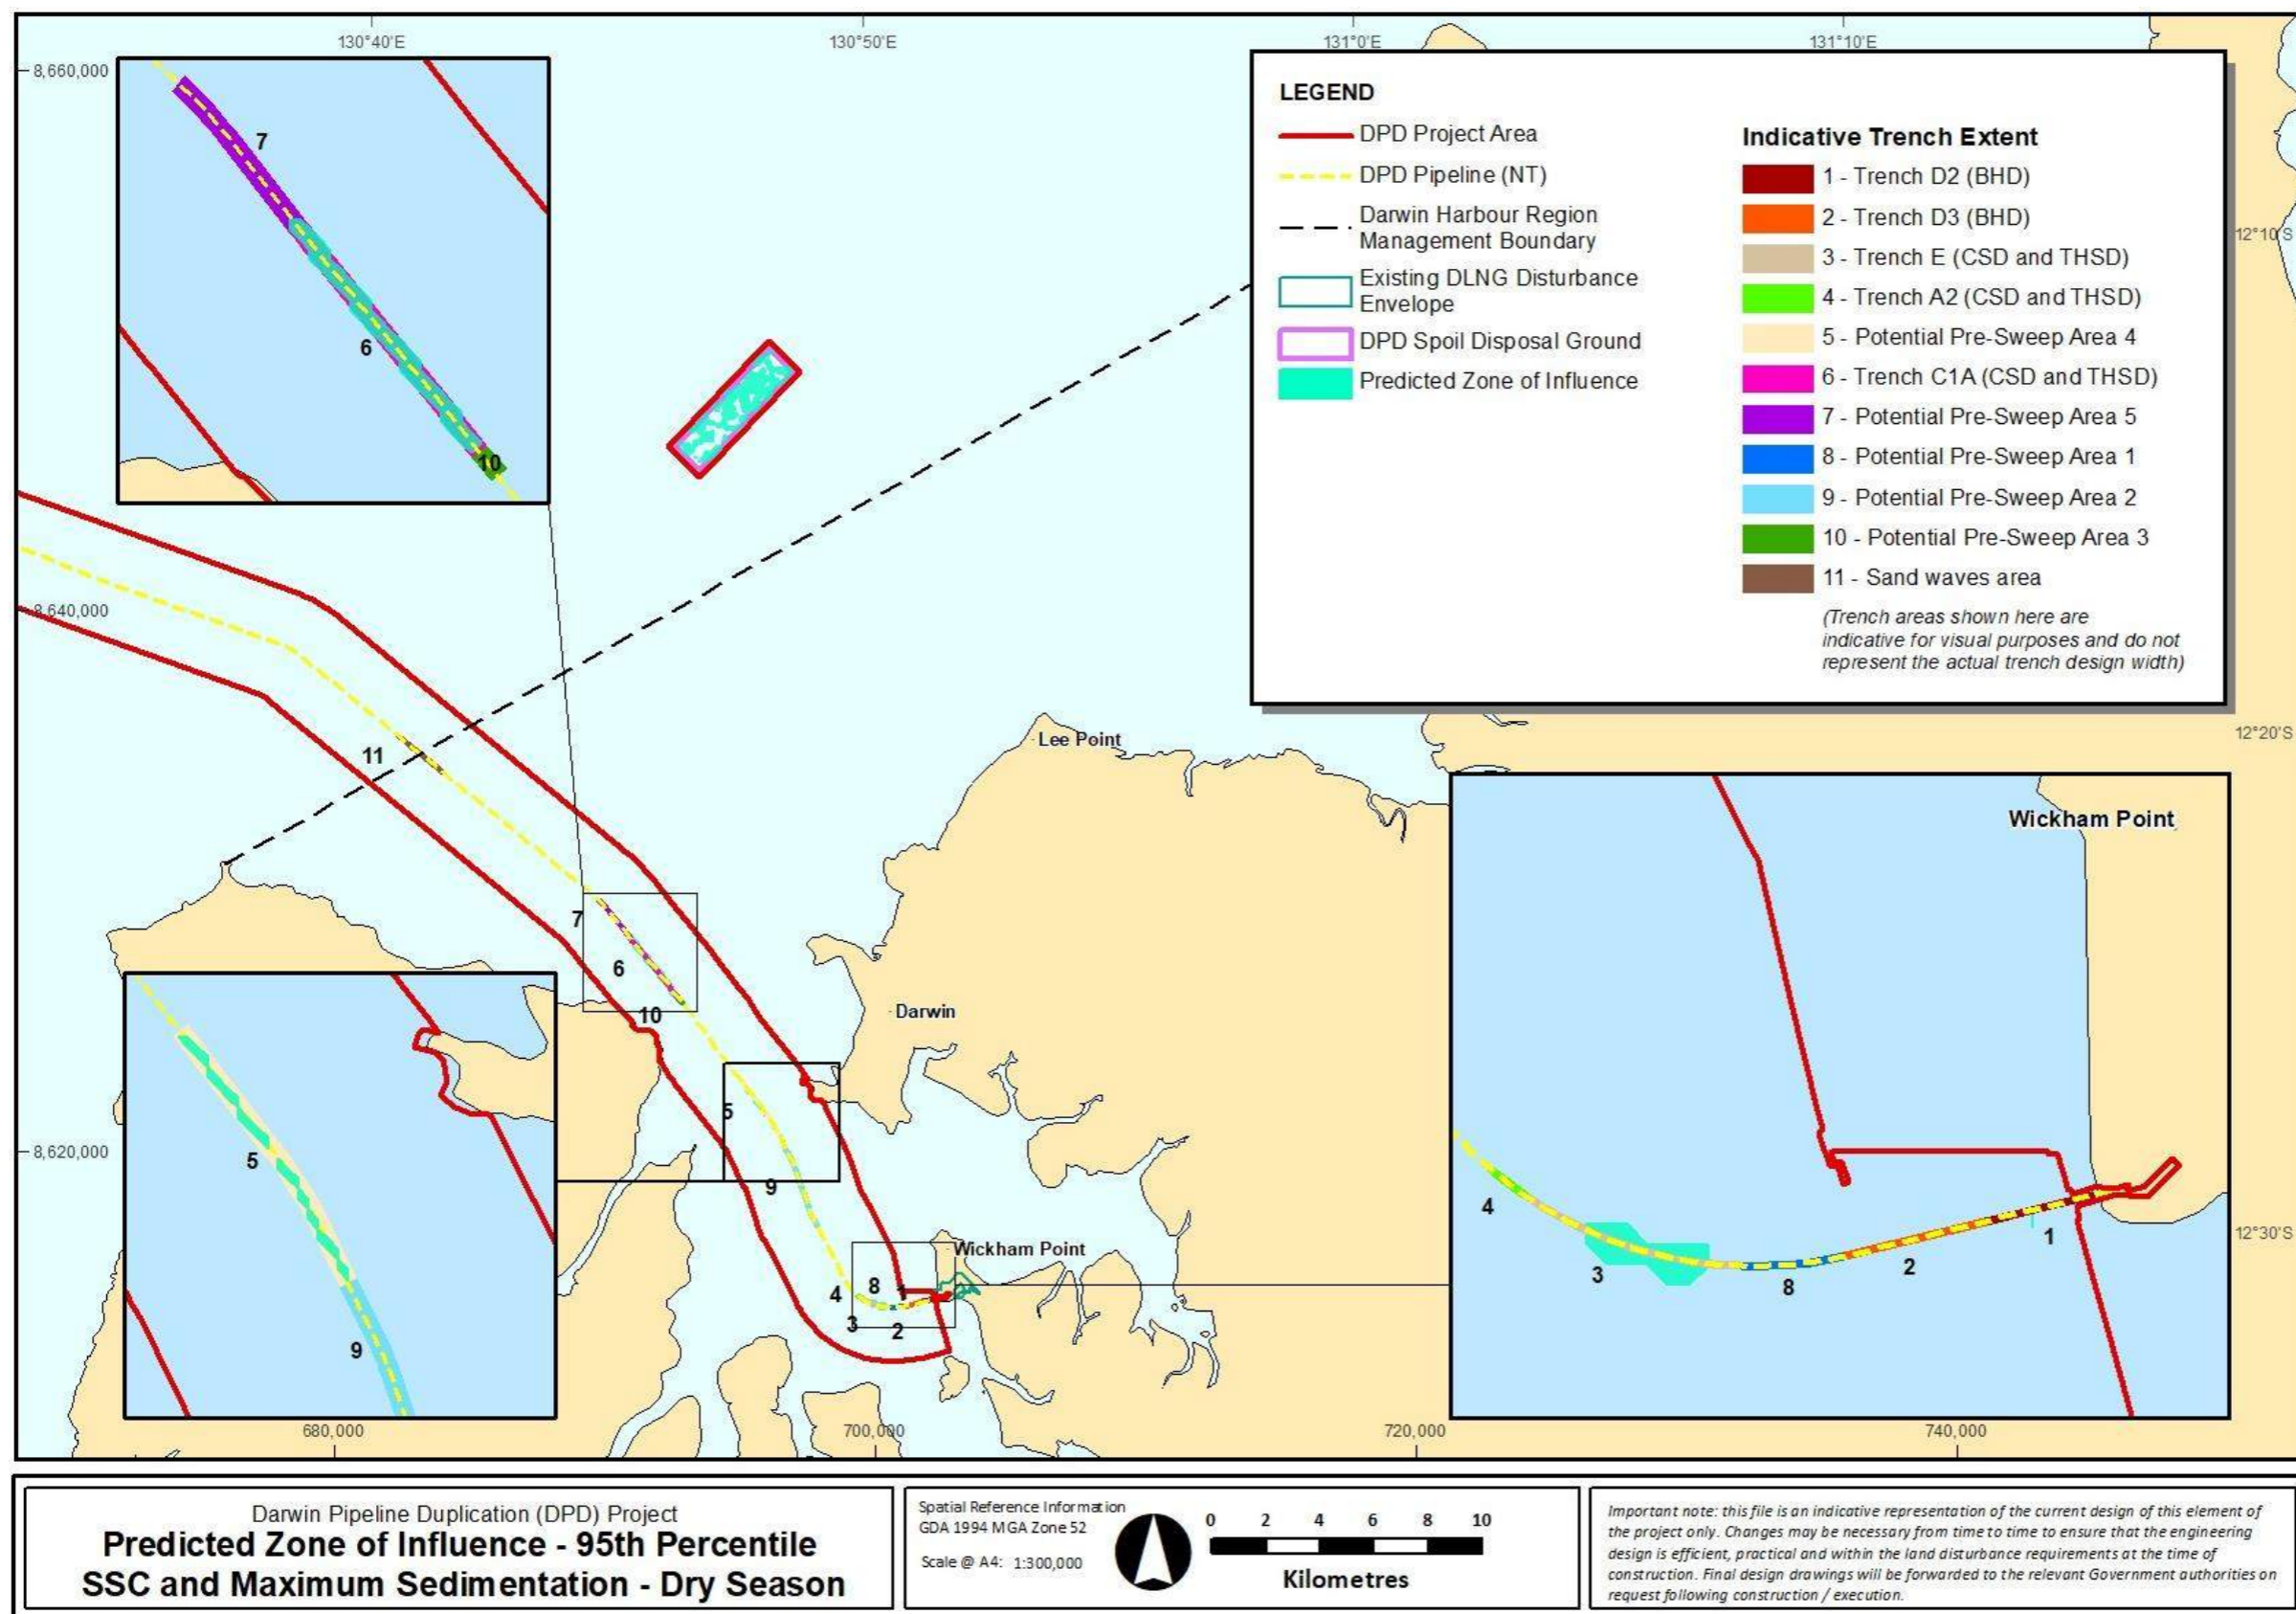 130°40'E
130°50'E
131°0'E
131°10'E
8,660,000
8,640,000
8,620,000
12°10'S
12°20'S
12°30'S
680,000
700,000
720,000
740,000
7
6
10
LEGEND
DPD Project Area
DPD Pipeline (NT)
Darwin Harbour Region
Management Boundary
Existing DLNG Disturbance
Envelope
DPD Spoil Disposal Ground
Predicted Zone of Influence
Indicative Trench Extent
1 - Trench D2 (BHD)
2 - Trench D3 (BHD)
3 - Trench E (CSD and THSD)
4 - Trench A2 (CSD and THSD)
5 - Potential Pre-Sweep Area 4
6 - Trench C1A (CSD and THSD)
7 - Potential Pre-Sweep Area 5
8 - Potential Pre-Sweep Area 1
9 - Potential Pre-Sweep Area 2
10 - Potential Pre-Sweep Area 3
11 - Sand waves area
(Trench areas shown here are
indicative for visual purposes and do not
represent the actual trench design width)
Lee Point
11
7
6
10
Darwin
5
9
Wickham Point
4
8
1
3
2
5
9
Wickham Point
4
3
8
2
1
Darwin Pipeline Duplication (DPD) Project
Predicted Zone of Influence - 95th Percentile
SSC and Maximum Sedimentation - Dry Season
Spatial Reference Information
GDA 1994 MGA Zone 52
Scale @ A4: 1:300,000
0 2 4 6 8 10
Kilometres
Important note: this file is an indicative representation of the current design of this element of
the project only. Changes may be necessary from time to time to ensure that the engineering
design is efficient, practical and within the land disturbance requirements at the time of
construction. Final design drawings will be forwarded to the relevant Government authorities on
request following construction / execution.